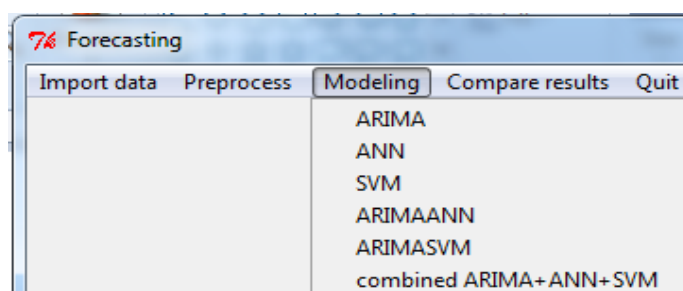 Forecasting
Import data Preprocess Modeling Compare results Quit
ARIMA
ANN
SVM
ARIMAANN
ARIMASVM
combined ARIMA+ANN+SVM